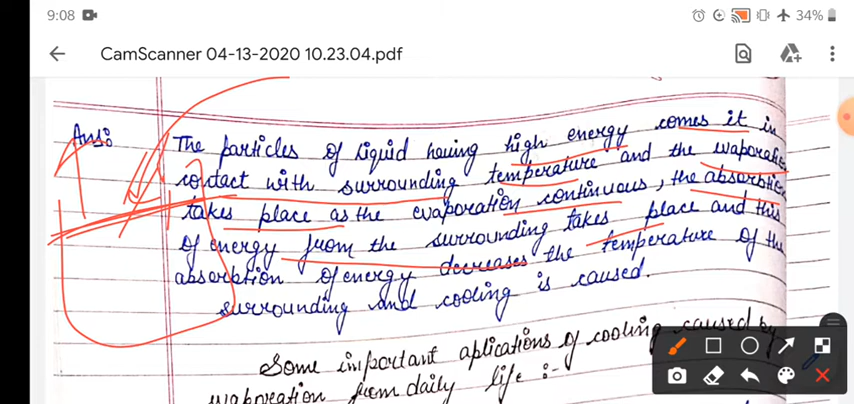 9:08
34%
CamScanner 04-13-2020 10.23.04.pdf
Ans:
The particles of liquid having high energy comes it in
contact with surrounding temperature and the waporation
takes place as the evaporation continuous, the absorbtion
of energy from the surrounding takes place and this
absorption of energy decreases the temperature of the
surrounding and cooling is caused.
Some important aplications of cooling caused by
waporation from daily life :-